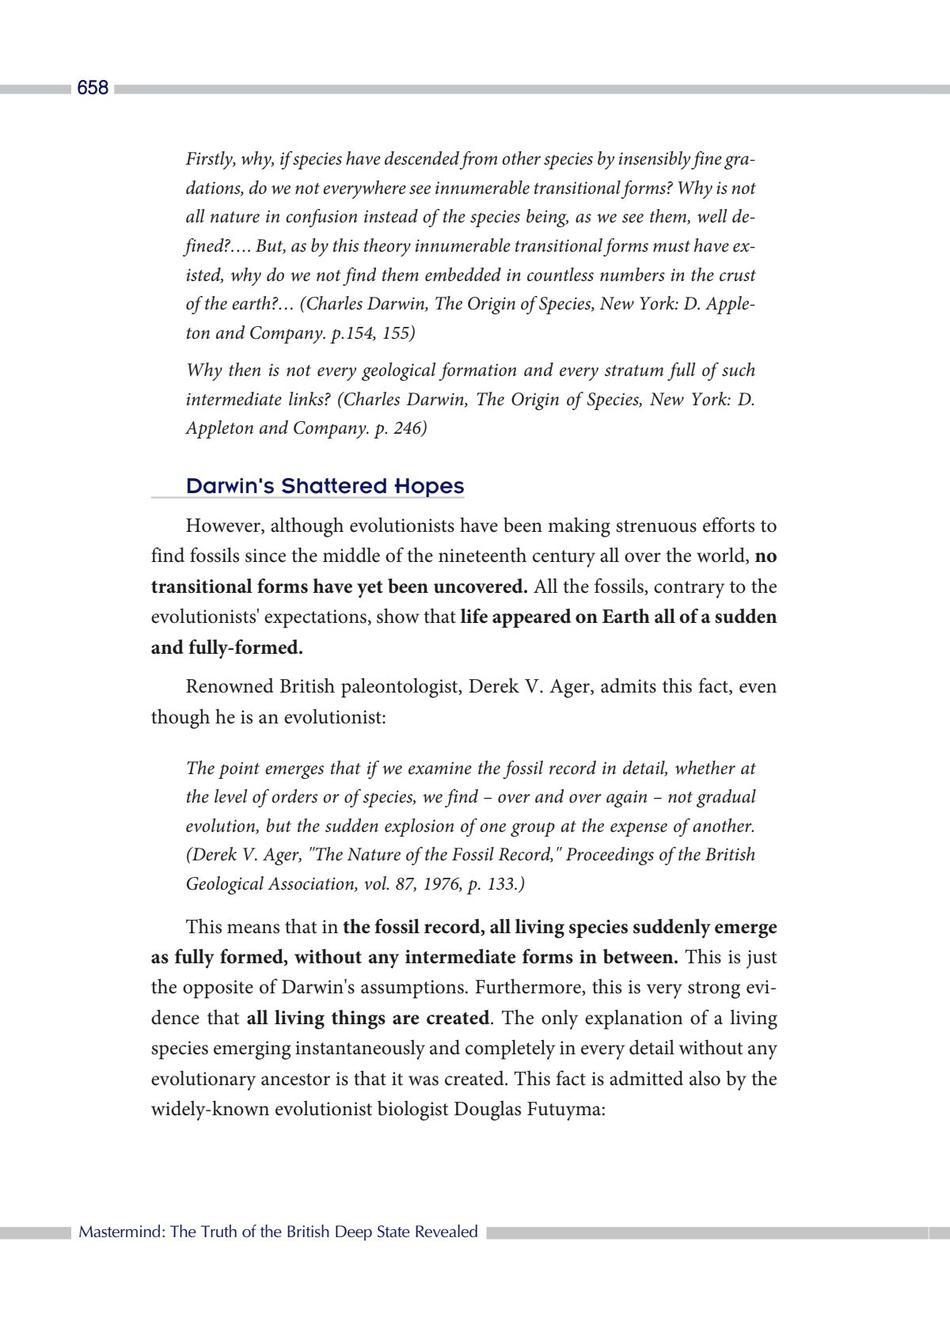 658
Firstly, why, if species have descended from other species by insensibly fine gra-
dations, do we not everywhere see innumerable transitional forms? Why is not
all nature in confusion instead of the species being, as we see them, well de-
fined?…. But, as by this theory innumerable transitional forms must have ex-
isted, why do we not find them embedded in countless numbers in the crust
of the earth?… (Charles Darwin, The Origin of Species, New York: D. Apple-
ton and Company. p.154, 155)
Why then is not every geological formation and every stratum full of such
intermediate links? (Charles Darwin, The Origin of Species, New York: D.
Appleton and Company. p. 246)
Darwin's Shattered Hopes
However, although evolutionists have been making strenuous efforts to
find fossils since the middle of the nineteenth century all over the world, no
transitional forms have yet been uncovered. All the fossils, contrary to the
evolutionists' expectations, show that life appeared on Earth all of a sudden
and fully-formed.
Renowned British paleontologist, Derek V. Ager, admits this fact, even
though he is an evolutionist:
The point emerges that if we examine the fossil record in detail, whether at
the level of orders or of species, we find – over and over again – not gradual
evolution, but the sudden explosion of one group at the expense of another.
(Derek V. Ager, "The Nature of the Fossil Record," Proceedings of the British
Geological Association, vol. 87, 1976, p. 133.)
This means that in the fossil record, all living species suddenly emerge
as fully formed, without any intermediate forms in between. This is just
the opposite of Darwin's assumptions. Furthermore, this is very strong evi-
dence that all living things are created. The only explanation of a living
species emerging instantaneously and completely in every detail without any
evolutionary ancestor is that it was created. This fact is admitted also by the
widely-known evolutionist biologist Douglas Futuyma:
Mastermind: The Truth of the British Deep State Revealed